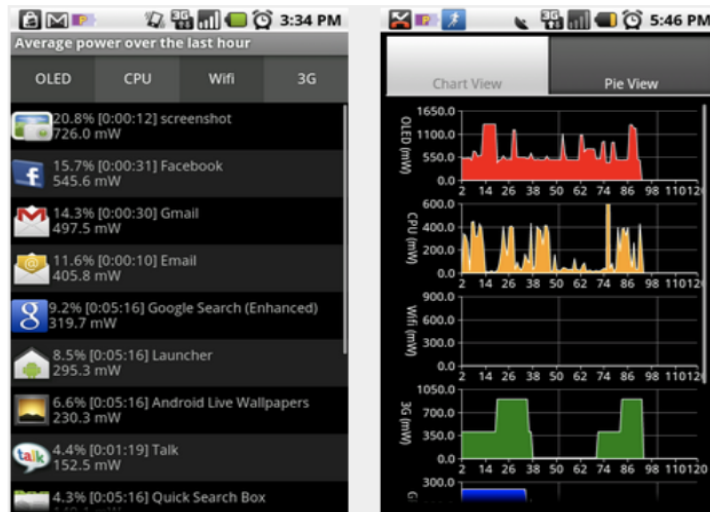 3G
3:34 PM
Average power over the last hour
OLED CPU Wifi 3G
20.8% [0:00:12] screenshot
726.0 mW
15.7% [0:00:31] Facebook
545.6 mW
14.3% [0:00:30] Gmail
497.5 mW
11.6% [0:00:10] Email
405.8 mW
9.2% [0:05:16] Google Search (Enhanced)
319.7 mW
8.5% [0:05:16] Launcher
295.3 mW
6.6% [0:05:16] Android Live Wallpapers
230.3 mW
talk
4.4% [0:01:19] Talk
152.5 mW
4.3% [0:05:16] Quick Search Box
3G
5:46 PM
Chart View Pie View
OLED (mW)
1650.0
1100.0
550.0
0.0
2 14 26 38 50 62 74 86 98 110 12
CPU (mW)
600.0
400.0
200.0
0.0
2 14 26 38 50 62 74 86 98 110 12
Wifi (mW)
900.0
600.0
300.0
0.0
2 14 26 38 50 62 74 86 98 110 12
3G (mW)
1050.0
700.0
350.0
0.0
2 14 26 38 50 62 74 86 98 110 12
300.0